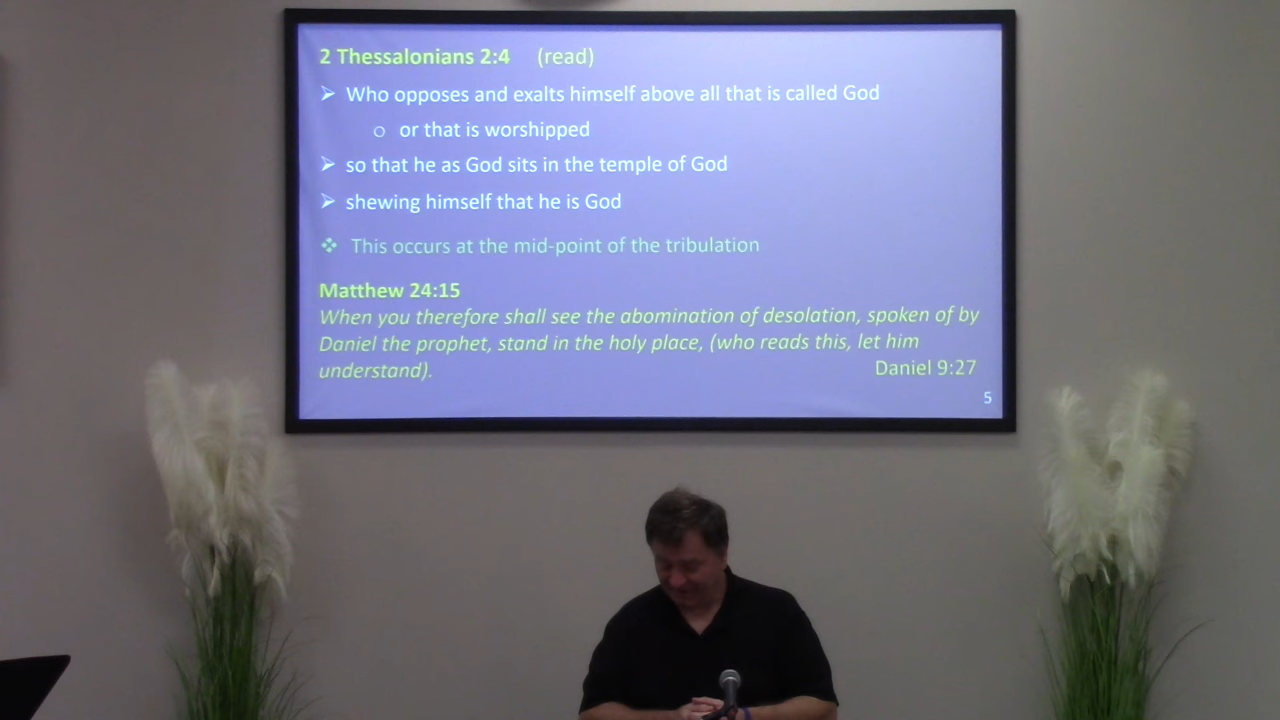 2 Thessalonians 2:4 (read)
➢ Who opposes and exalts himself above all that is called God
o or that is worshipped
➢ so that he as God sits in the temple of God
➢ shewing himself that he is God
❖ This occurs at the mid-point of the tribulation
Matthew 24:15
When you therefore shall see the abomination of desolation, spoken of by
Daniel the prophet, stand in the holy place, (who reads this, let him
understand). Daniel 9:27
5